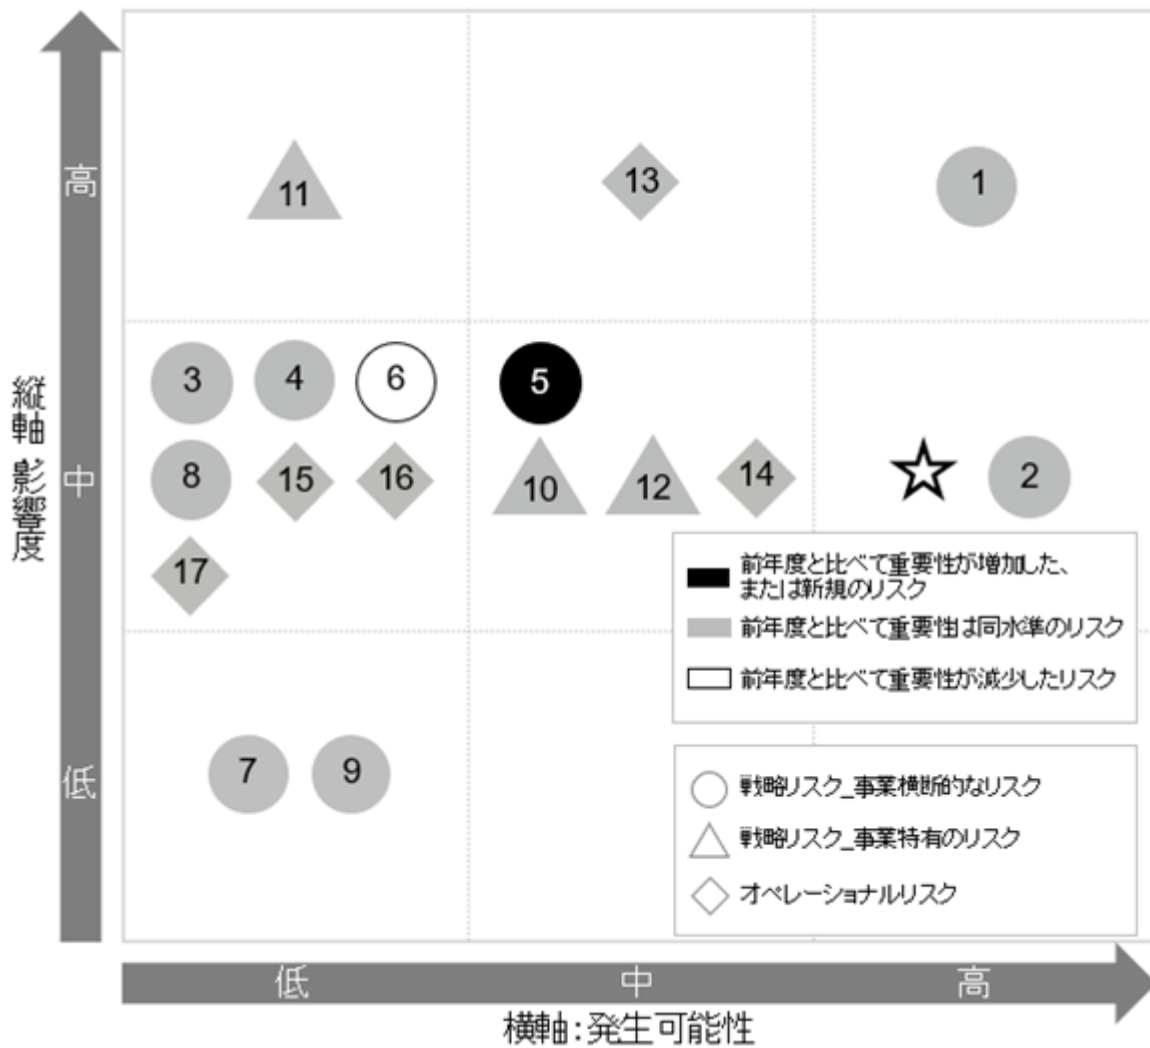 高
11
13
1
縦軸 影響度
中
3
4
6
5
8
15
16
10
12
14
2
17
前年度と比べて重要性が増加した、
または新規のリスク
前年度と比べて重要性は同水準のリスク
前年度と比べて重要性が減少したリスク
低
7
9
戦略リスク_事業横断的なリスク
戦略リスク_事業特有のリスク
オペレーショナルリスク
低
中
高
横軸:発生可能性